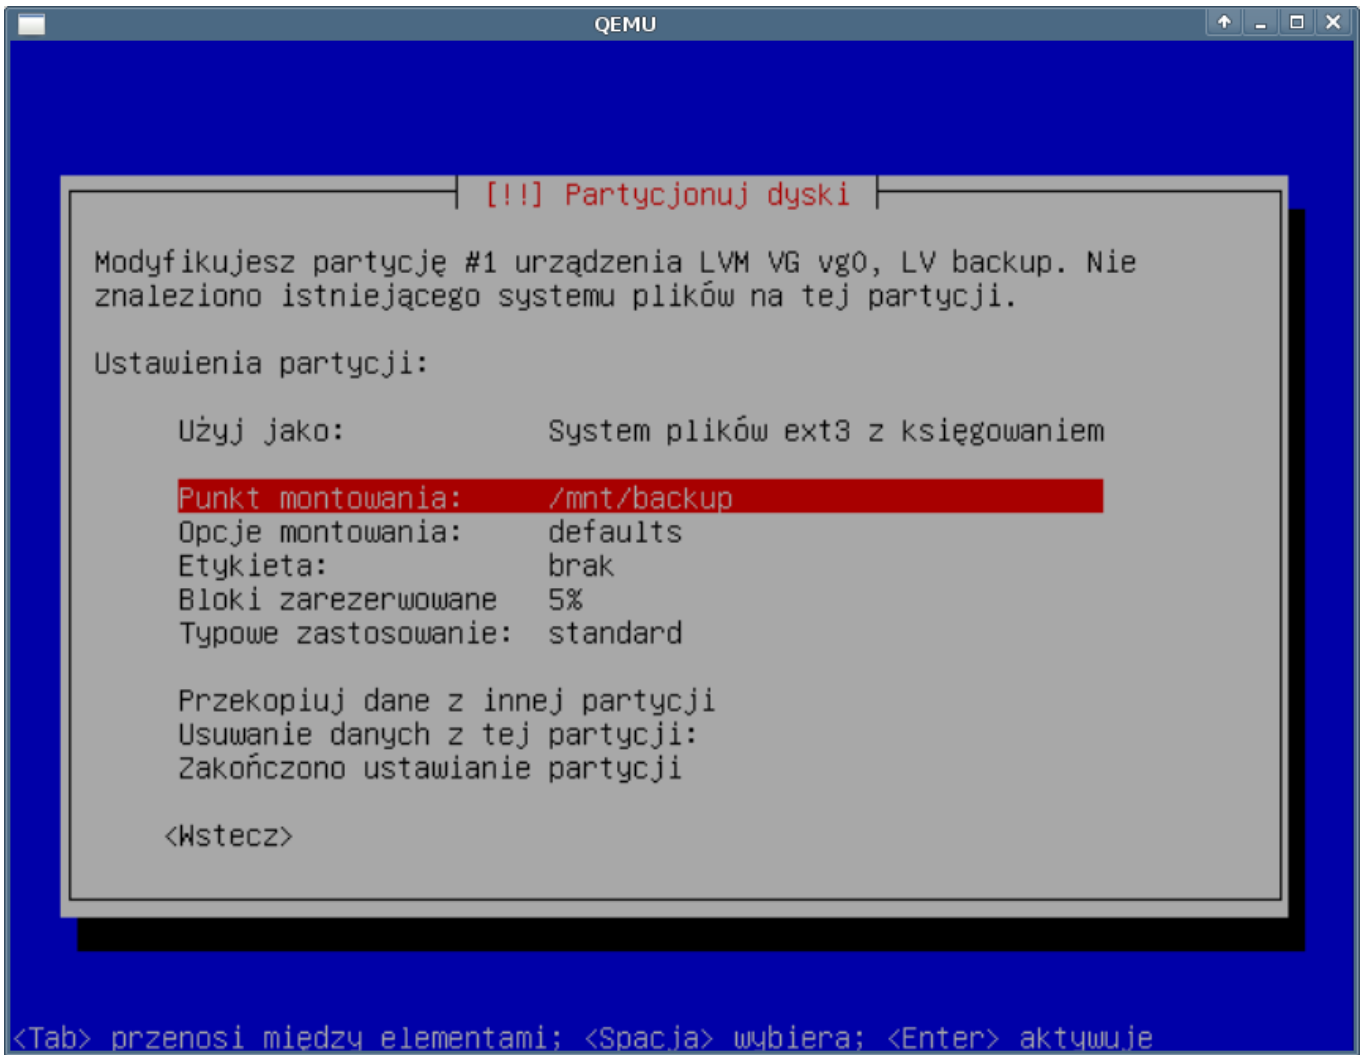 QEMU
[!!] Partycjonuj dyski
Modyfikujesz partycję #1 urządzenia LVM VG vg0, LV backup. Nie
znaleziono istniejącego systemu plików na tej partycji.
Ustawienia partycji:
Użyj jako: System plików ext3 z księgowaniem
Punkt montowania: /mnt/backup
Opcje montowania: defaults
Etykieta: brak
Bloki zarezerwowane 5%
Typowe zastosowanie: standard
Przekopiuj dane z innej partycji
Usuwanie danych z tej partycji:
Zakończono ustawianie partycji
<Wstecz>
<Tab> przenosi między elementami; <Spacja> wybiera; <Enter> aktywuje